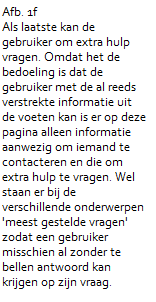 Afb. 1f
Als laatste kan de
gebruiker om extra hulp
vragen. Omdat het de
bedoeling is dat de
gebruiker met de al reeds
verstrekte informatie uit
de voeten kan is er op deze
pagina alleen informatie
aanwezig om iemand te
contacteren en die om
extra hulp te vragen. Wel
staan er bij de
verschillende onderwerpen
'meest gestelde vragen'
zodat een gebruiker
misschien al zonder te
bellen antwoord kan
krijgen op zijn vraag.